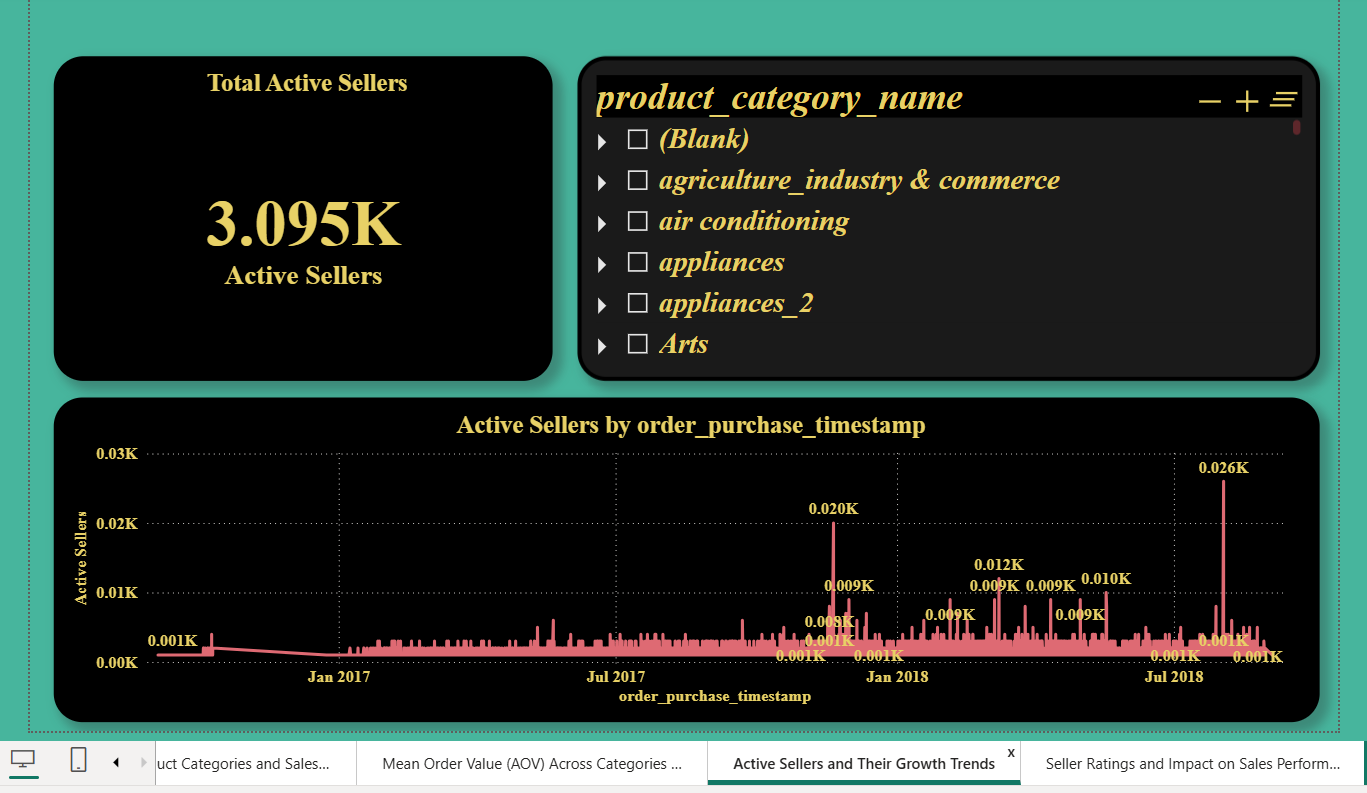 Total Active Sellers
3.095K
Active Sellers
product_category_name
(Blank)
agriculture_industry & commerce
air conditioning
appliances
appliances_2
Arts
Active Sellers by order_purchase_timestamp
Active Sellers
0.03K
0.02K
0.01K
0.00K
0.026K
0.020K
0.012K
0.009K
0.009K
0.009K
0.010K
0.008K
0.009K
0.009K
0.001K
0.001K
0.001K
0.001K
0.001K
0.001K
0.001K
Jan 2017
Jul 2017
Jan 2018
Jul 2018
order_purchase_timestamp
uct Categories and Sales...
Mean Order Value (AOV) Across Categories ...
Active Sellers and Their Growth Trends
x
Seller Ratings and Impact on Sales Perform...